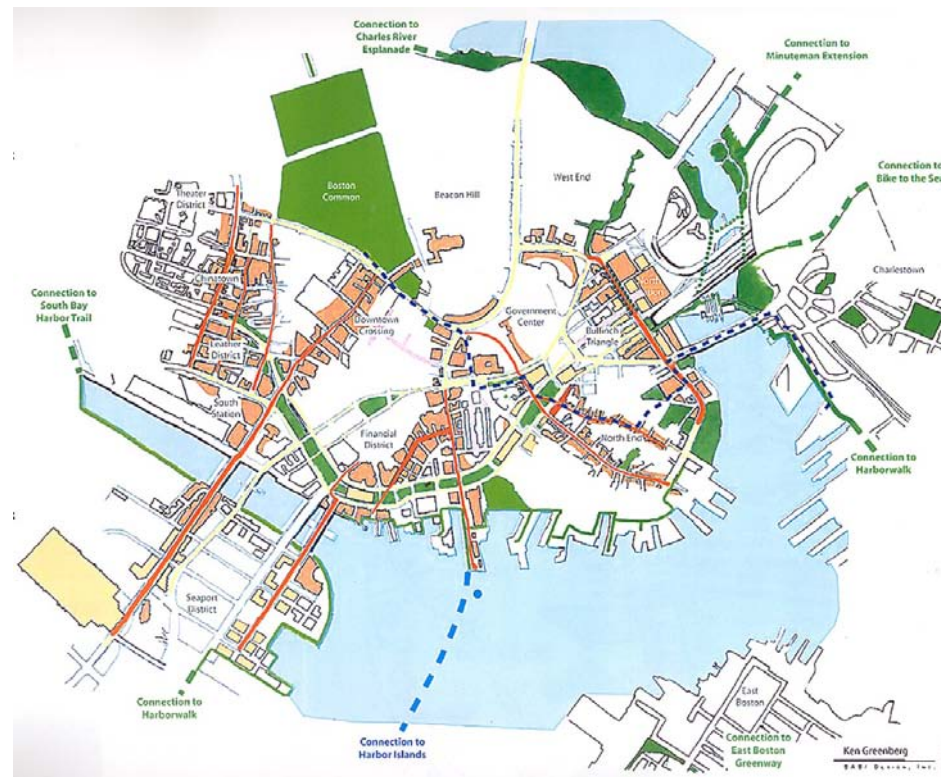 Connection to
Charles River
Esplanade
Connection to
Minuteman Extension
Connection to
Bike to the Sea
Boston
Common
Beacon Hill
West End
Theater
District
Charlestown
Chinatown
Connection to
South Bay
Harbor Trail
Downtown
Crossing
Government
Center
Bulfinch
Triangle
North
Leather
District
South
Station
Financial
District
North End
Connection to
Harborwalk
Seaport
District
Connection to
Harborwalk
Connection to
Harbor Islands
East
Boston
Connection to
East Boston
Greenway
Ken Greenberg